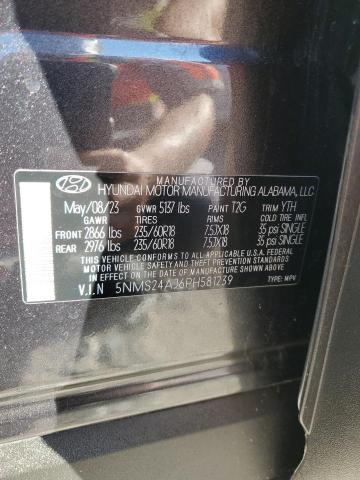 MANUFACTURED BY
HYUNDAI MOTOR MANUFACTURING ALABAMA, LLC
May/08/23 GVWR 5137 lbs PAINT T2G TRIM YTH
GAWR TIRES RIMS COLD TIRE INFL
FRONT 2866 lbs 235/60R18 7.5JX18 35 psi SINGLE
REAR 2976 lbs 235/60R18 7.5JX18 35 psi SINGLE
THIS VEHICLE CONFORMS TO ALL APPLICABLE U.S.A. FEDERAL
MOTOR VEHICLE SAFETY AND THEFT PREVENTION STANDARDS
IN EFFECT ON THE DATE OF MANUFACTURE SHOWN ABOVE.
V.I.N 5NMS24AJ6PH581239 TYPE: MPV